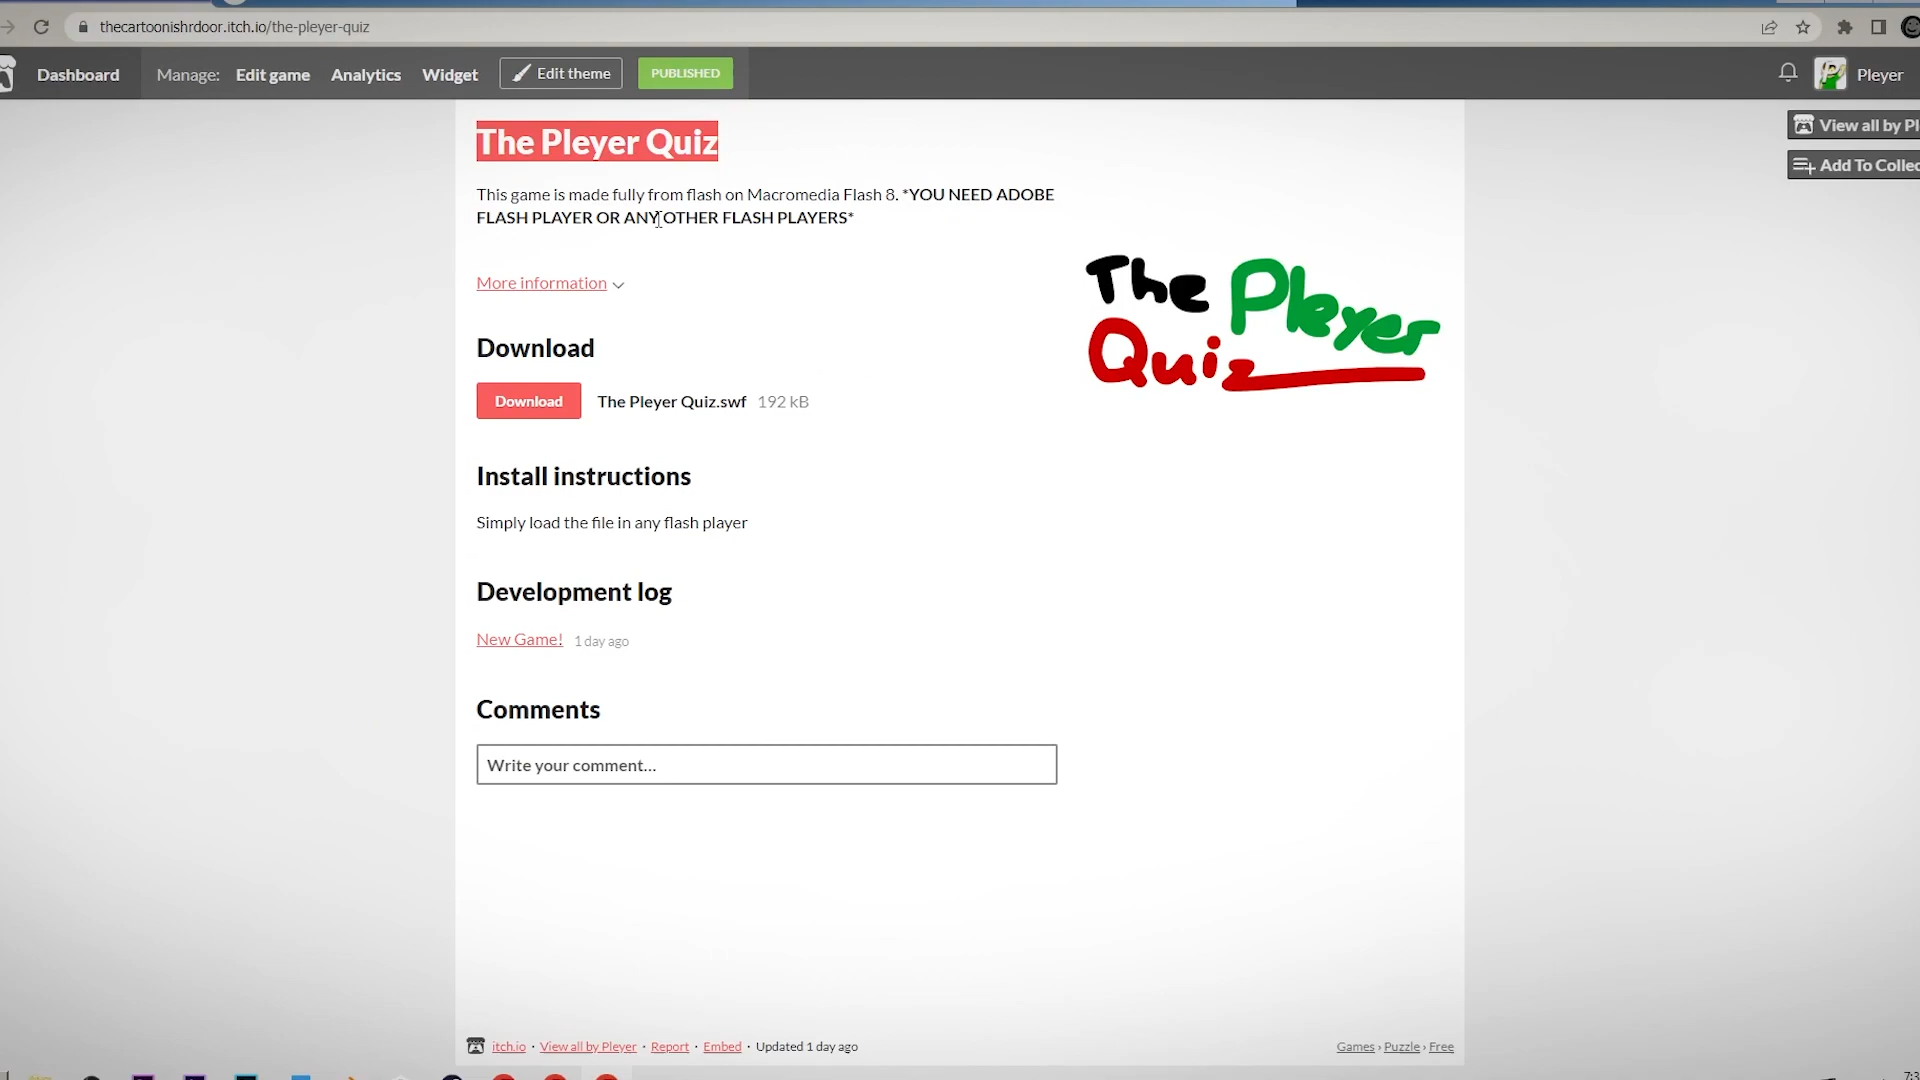 thecartoonishrdoor.itch.io/the-pleyer-quiz
Dashboard Manage: Edit game Analytics Widget Edit theme PUBLISHED Pleyer
View all by Pl
Add To Collec
The Pleyer Quiz
This game is made fully from flash on Macromedia Flash 8. *YOU NEED ADOBE
FLASH PLAYER OR ANY OTHER FLASH PLAYERS*
More information
The Pleyer
Quiz
Download
Download The Pleyer Quiz.swf 192 kB
Install instructions
Simply load the file in any flash player
Development log
New Game! 1 day ago
Comments
Write your comment...
itch.io · View all by Pleyer · Report · Embed · Updated 1 day ago
Games › Puzzle › Free